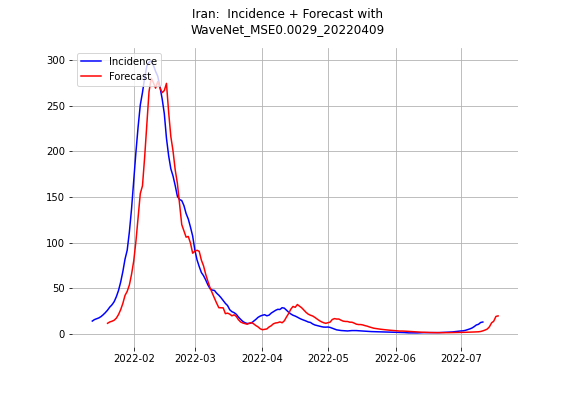 Iran:  Incidence + Forecast with
WaveNet_MSE0.0029_20220409
Incidence
Forecast
300
250
200
150
100
50
0
2022-02 2022-03 2022-04 2022-05 2022-06 2022-07